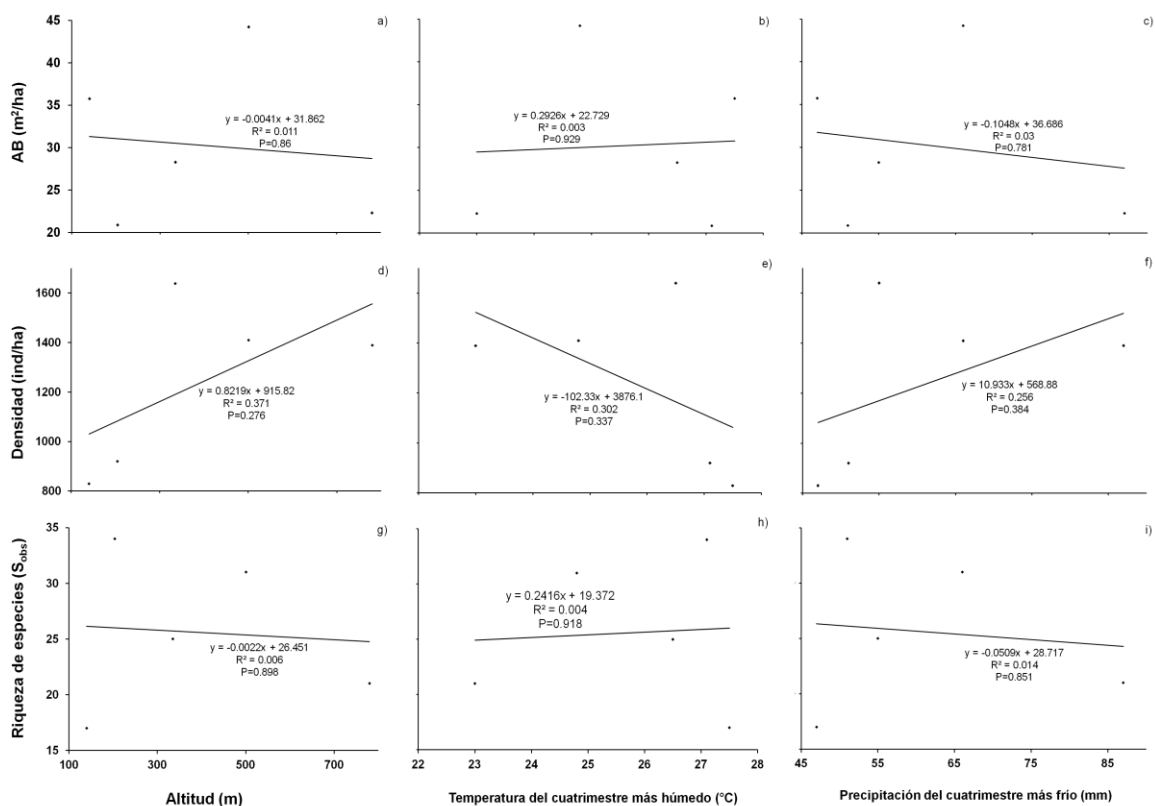 a)
b)
c)
AB (m²/ha)
45
40
35
30
25
20
y = -0.0041x + 31.862
R² = 0.011
P=0.86
y = 0.2926x + 22.729
R² = 0.003
P=0.929
y = -0.1048x + 36.686
R² = 0.03
P=0.781
d)
e)
f)
Densidad (ind/ha)
1600
1400
1200
1000
800
y = 0.8219x + 915.82
R² = 0.371
P=0.276
y = -102.33x + 3876.1
R² = 0.302
P=0.337
y = 10.933x + 568.88
R² = 0.256
P=0.384
g)
h)
i)
Riqueza de especies (Sobs)
35
30
25
20
15
y = -0.0022x + 26.451
R² = 0.006
P=0.898
y = 0.2416x + 19.372
R² = 0.004
P=0.918
y = -0.0509x + 28.717
R² = 0.014
P=0.851
100 300 500 700
22 23 24 25 26 27 28
45 55 65 75 85
Altitud (m)
Temperatura del cuatrimestre más húmedo (°C)
Precipitación del cuatrimestre más frío (mm)